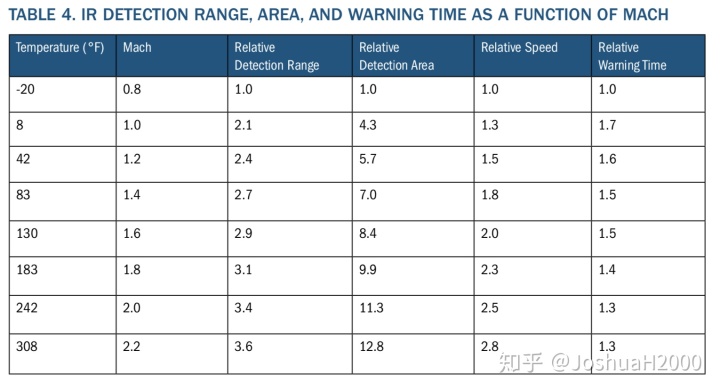 TABLE 4. IR DETECTION RANGE, AREA, AND WARNING TIME AS A FUNCTION OF MACH
Temperature (°F) Mach Relative Detection Range Relative Detection Area Relative Speed Relative Warning Time
-20 0.8 1.0 1.0 1.0 1.0
8 1.0 2.1 4.3 1.3 1.7
42 1.2 2.4 5.7 1.5 1.6
83 1.4 2.7 7.0 1.8 1.5
130 1.6 2.9 8.4 2.0 1.5
183 1.8 3.1 9.9 2.3 1.4
242 2.0 3.4 11.3 2.5 1.3
308 2.2 3.6 12.8 2.8 1.3
知乎 @JoshuaH2000